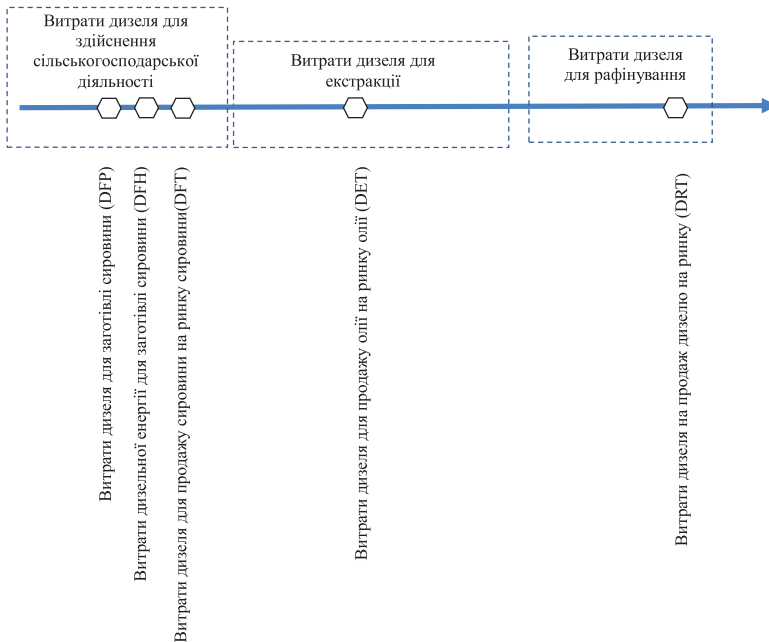 Витрати дизеля для
здійснення
сільськогосподарської
діяльності
Витрати дизеля для
екстракції
Витрати дизеля
для рафінування
Витрати дизеля для заготівлі сировини (DFP)
Витрати дизельної енергії для заготівлі сировини (DFH)
Витрати дизеля для продажу сировини на ринку сировини(DFT)
Витрати дизеля для продажу олії на ринку олії (DET)
Витрати дизеля на продаж дизелю на ринку (DRT)